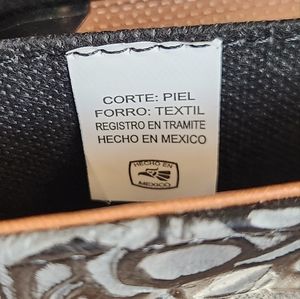 CORTE: PIEL
FORRO: TEXTIL
REGISTRO EN TRAMITE
HECHO EN MEXICO
HECHO EN
MEXICO